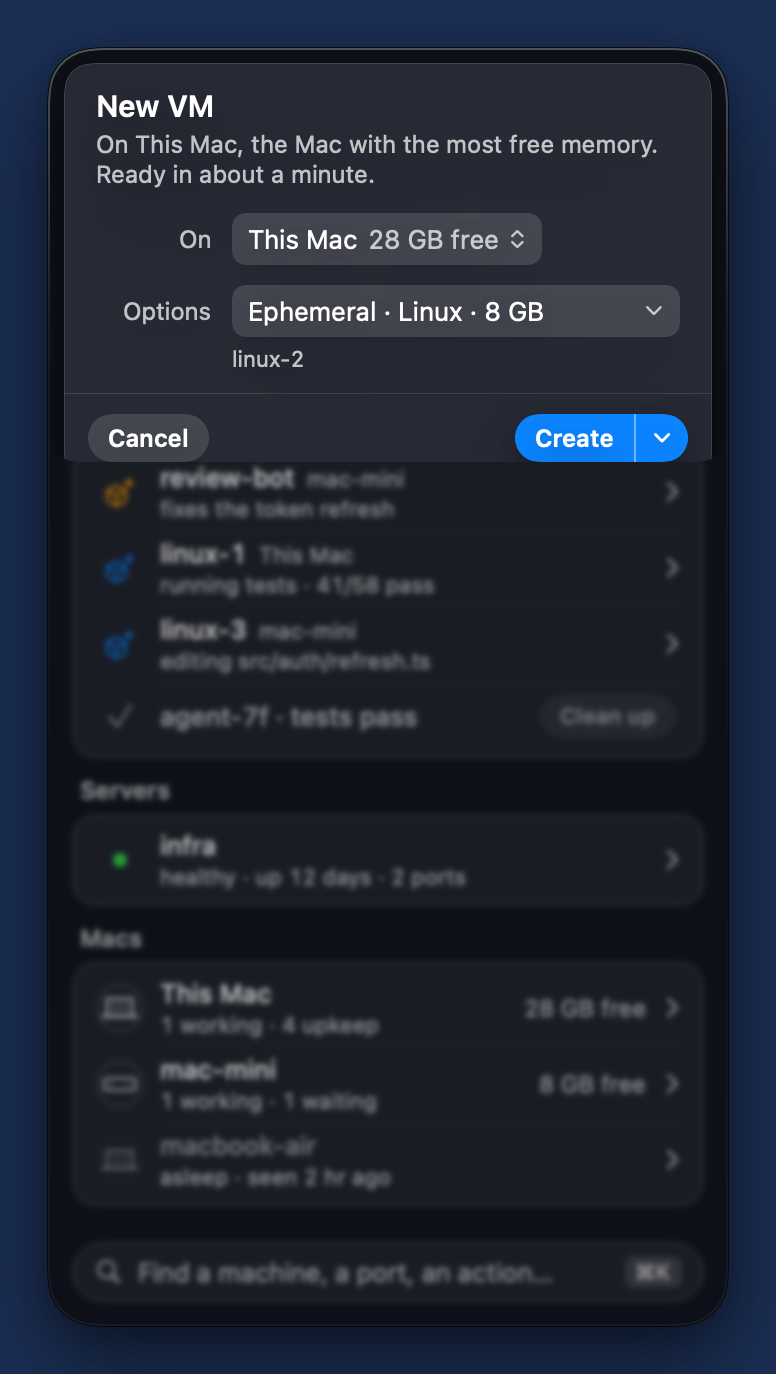 New VM
On This Mac, the Mac with the most free memory.
Ready in about a minute.
On This Mac 28 GB free
Options Ephemeral · Linux · 8 GB
linux-2
Cancel Create
review-bot mac-mini
fixes the token refresh
linux-1 This Mac
running tests · 41/58 pass
linux-3 mac-mini
editing src/auth/refresh.ts
agent-7f · tests pass Clean up
Servers
infra
healthy · up 12 days · 2 ports
Macs
This Mac 28 GB free
1 working · 4 upkeep
mac-mini 8 GB free
1 working · 1 waiting
macbook-air
asleep · seen 2 hr ago
Find a machine, a port, an action... ⌘K